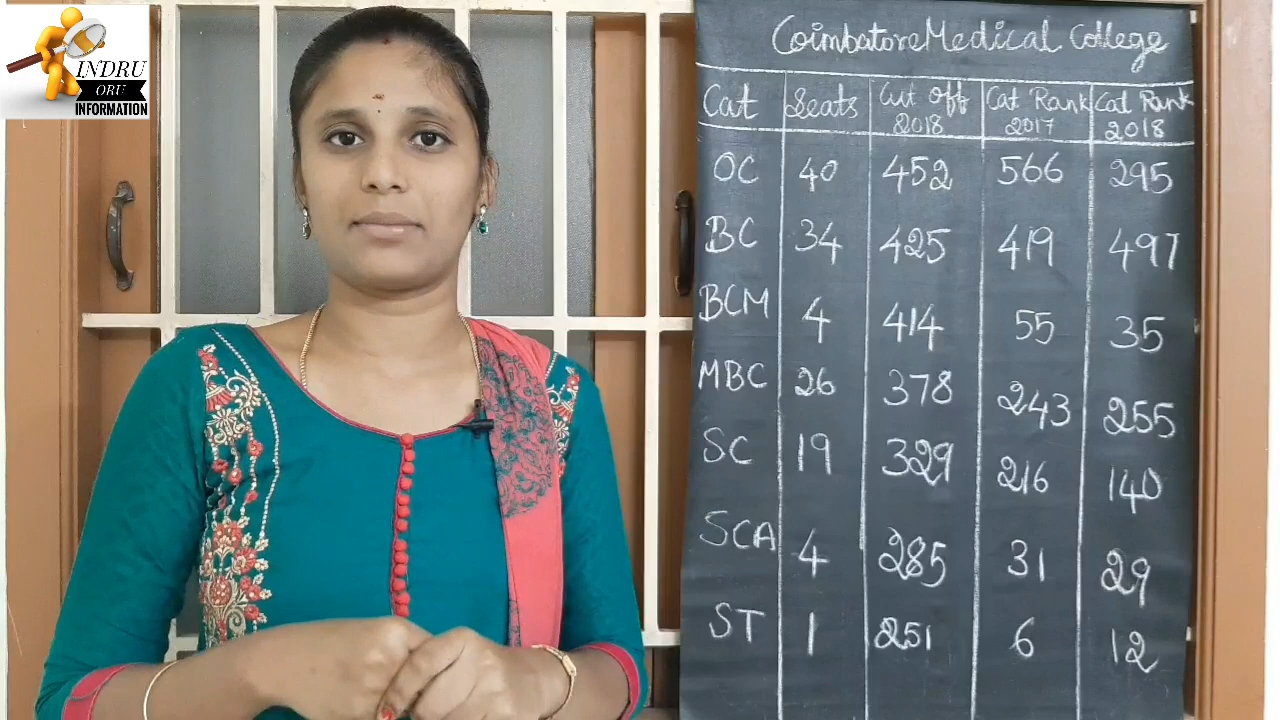 INDRU
ORU
INFORMATION
Coimbatore Medical College
Cat Seats Cut off 2018 Cat Rank 2017 Cat Rank 2018
OC 40 452 566 295
BC 34 425 419 497
BCM 4 414 55 35
MBC 26 378 243 255
SC 19 329 216 140
SCA 4 285 31 29
ST 1 251 6 12